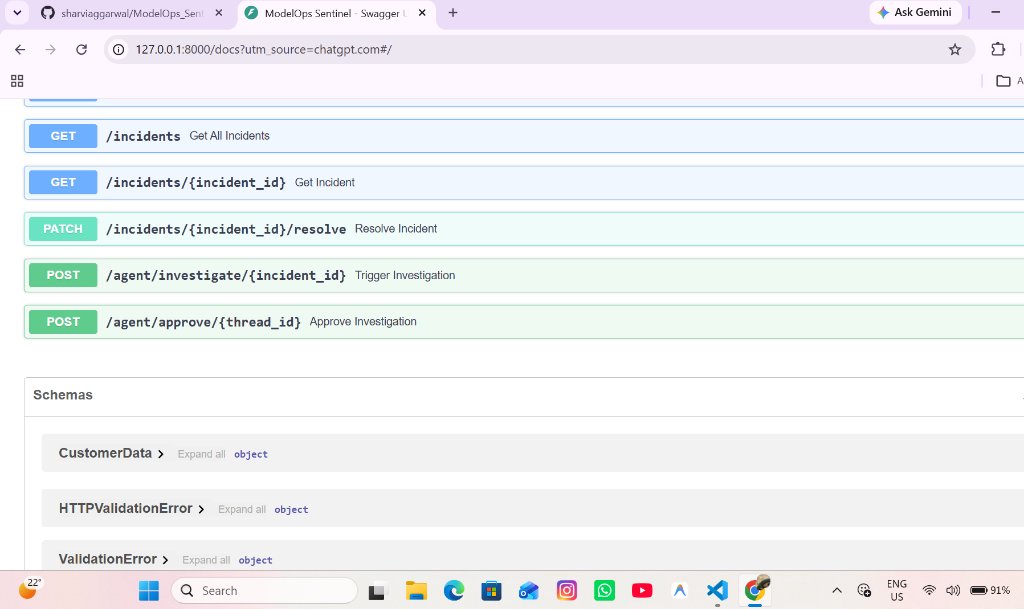 sharviaggarwal/ModelOps_Sent
ModelOps Sentinel - Swagger U
Ask Gemini
127.0.0.1:8000/docs?utm_source=chatgpt.com#/
A
GET /incidents Get All Incidents
GET /incidents/{incident_id} Get Incident
PATCH /incidents/{incident_id}/resolve Resolve Incident
POST /agent/investigate/{incident_id} Trigger Investigation
POST /agent/approve/{thread_id} Approve Investigation
Schemas
CustomerData Expand all object
HTTPValidationError Expand all object
ValidationError Expand all object
22°
Search
ENG
US
91%